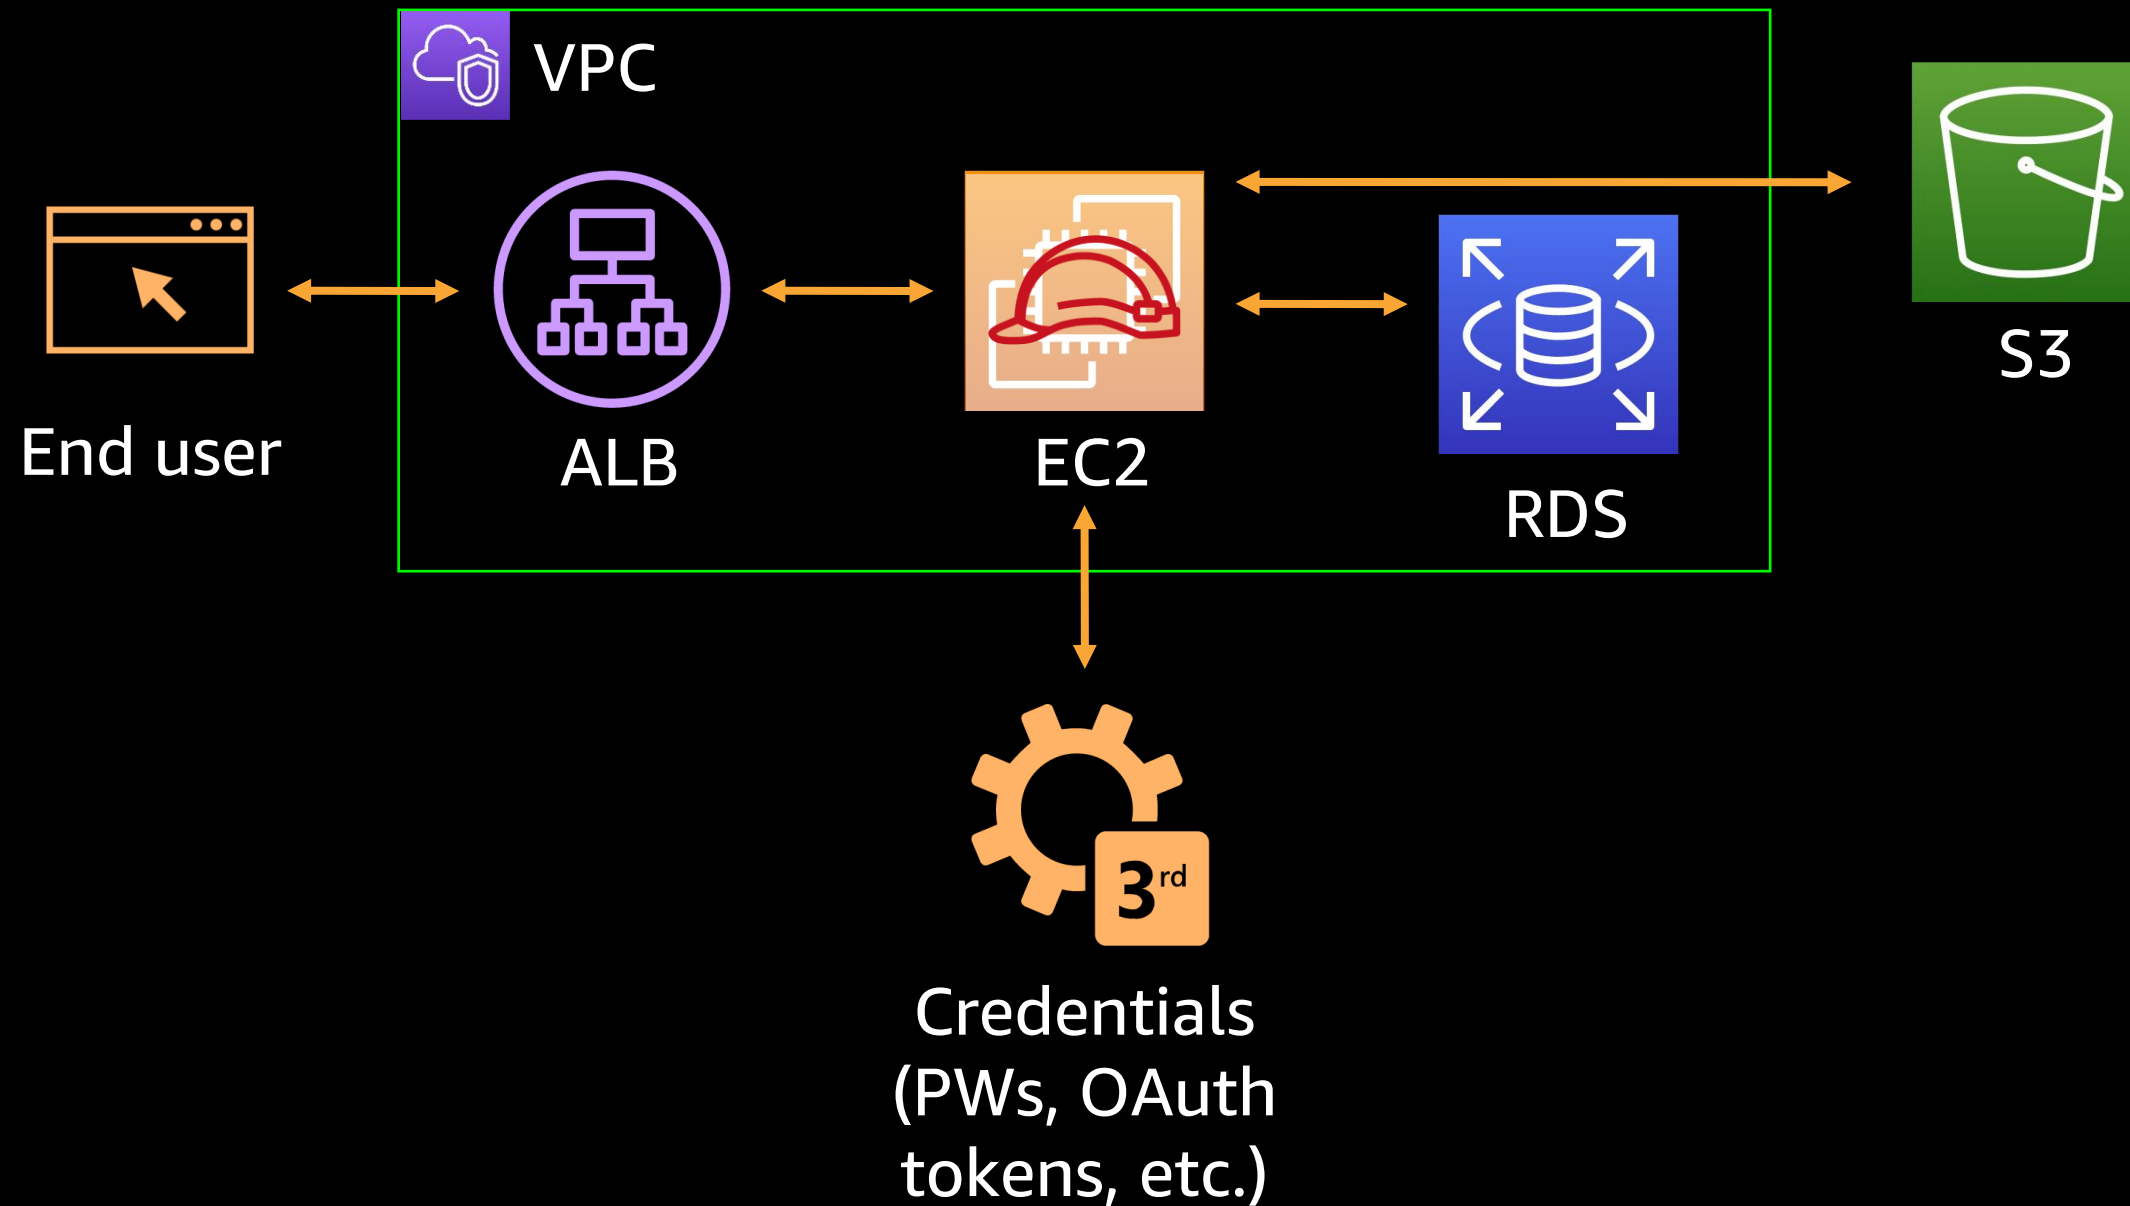 VPC
End user
ALB
EC2
RDS
S3
3rd
Credentials
(PWs, OAuth
tokens, etc.)